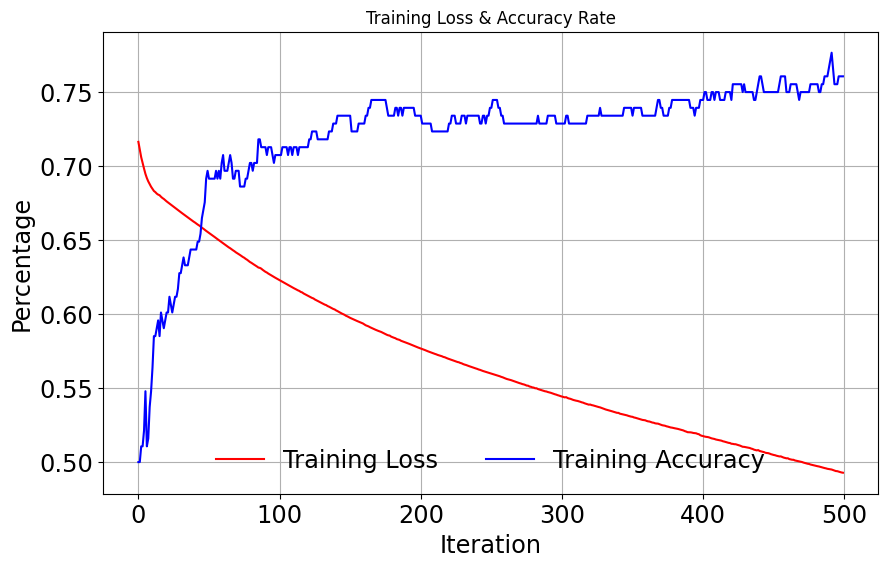 Training Loss & Accuracy Rate
Percentage
0.75
0.70
0.65
0.60
0.55
0.50
Training Loss
Training Accuracy
0 100 200 300 400 500
Iteration